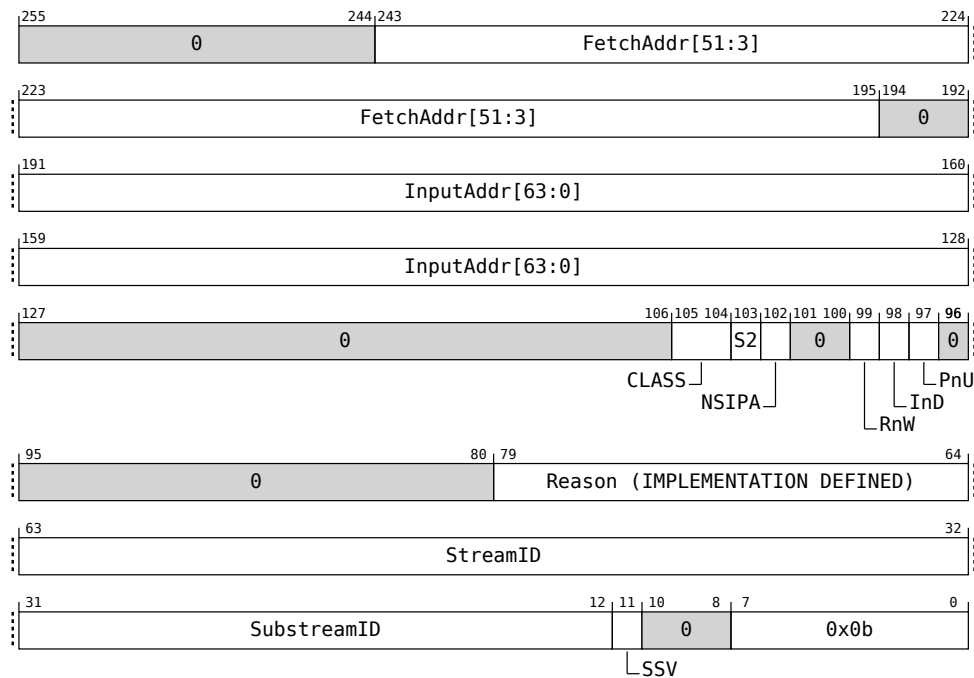 255 244 243 224
0 FetchAddr[51:3]
223 195 194 192
FetchAddr[51:3] 0
191 160
InputAddr[63:0]
159 128
InputAddr[63:0]
127 106 105 104 103 102 101 100 99 98 97 96
0 S2 0 0
CLASS PnU
NSIPA InD
RnW
95 80 79 64
0 Reason (IMPLEMENTATION DEFINED)
63 32
StreamID
31 12 11 10 8 7 0
SubstreamID 0 0x0b
SSV